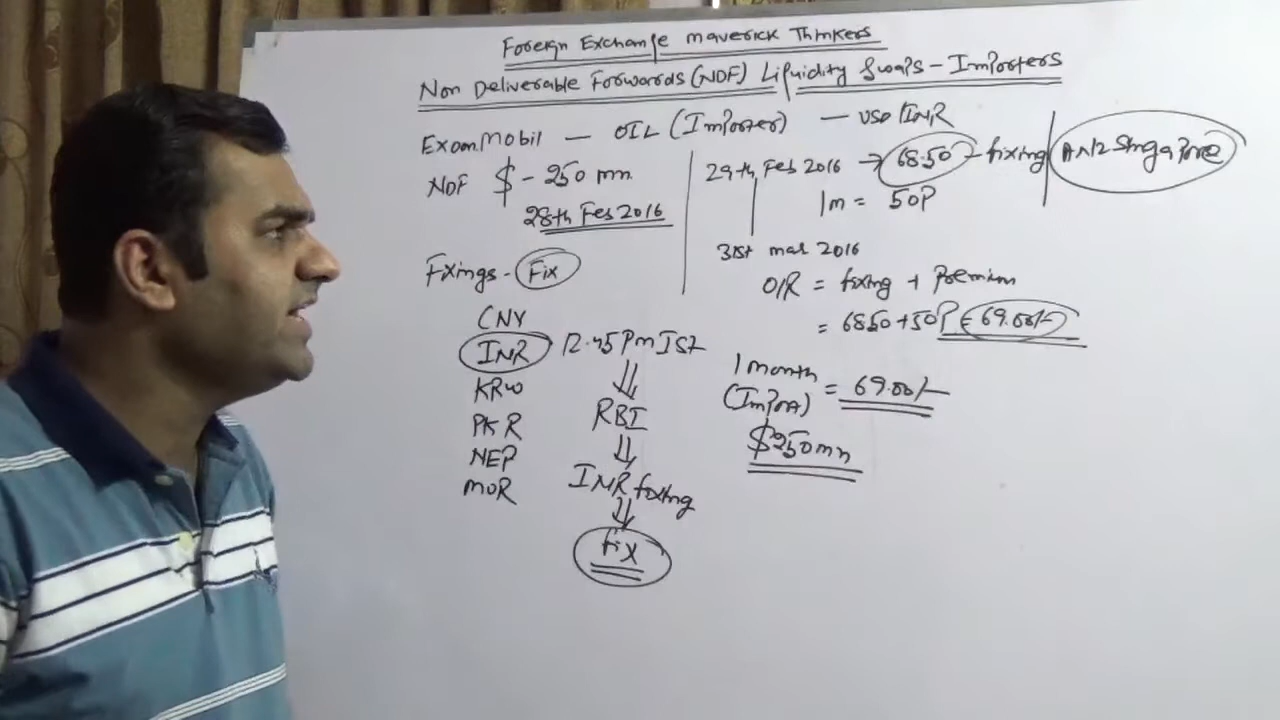 Foreign Exchange maverick Thinkers
Non Deliverable Forwards (NDF) Liquidity Swaps - Importers
Exxon Mobil — OIL (Importer) — USD/INR
NDF $ - 250 mn
28th Feb 2016
29th Feb 2016 → 68.50 - fixing
ANZ Singapore
1m = 50P
31st mar 2016
O/R = fixing + Premium
= 68.50 + 50P = 69.00/-
1 month
(Import) = 69.00/-
$250mn
Fixings - Fix
CNY
INR
KRW
PKR
NEP
MUR
12.45 Pm IST
RBI
INR fixing
Fix